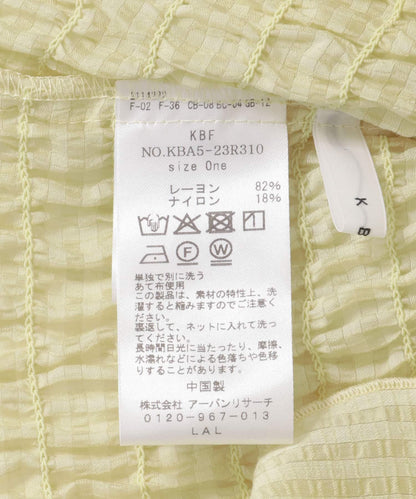 F-02 F-36 CB-08 BC-04 GB-12
KBF
NO.KBA5-23R310
size One
レーヨン 82%
ナイロン 18%
単独で別に洗う
あて布使用
この製品は、素材の特性上、洗
濯すると縮みますのでご注意く
ださい。
裏返して、ネットに入れて洗っ
てください。
長時間日光に当たったり、摩擦、
水濡れなどによる色落ちや色移
りすることがあります。
中国製
株式会社 アーバンリサーチ
0120-967-013
LAL
K B